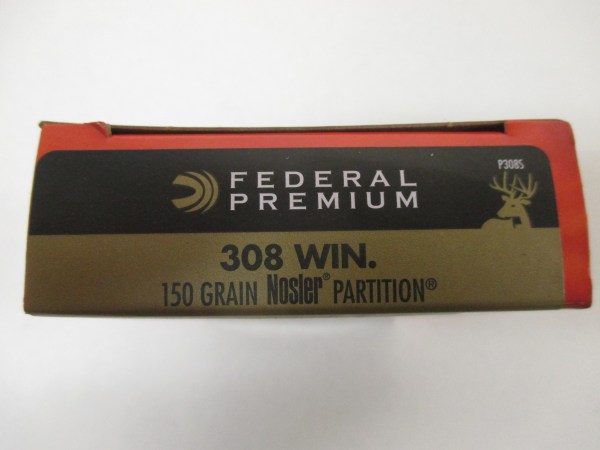 P308S
FEDERAL
PREMIUM
308 WIN.
150 GRAIN Nosler® PARTITION®